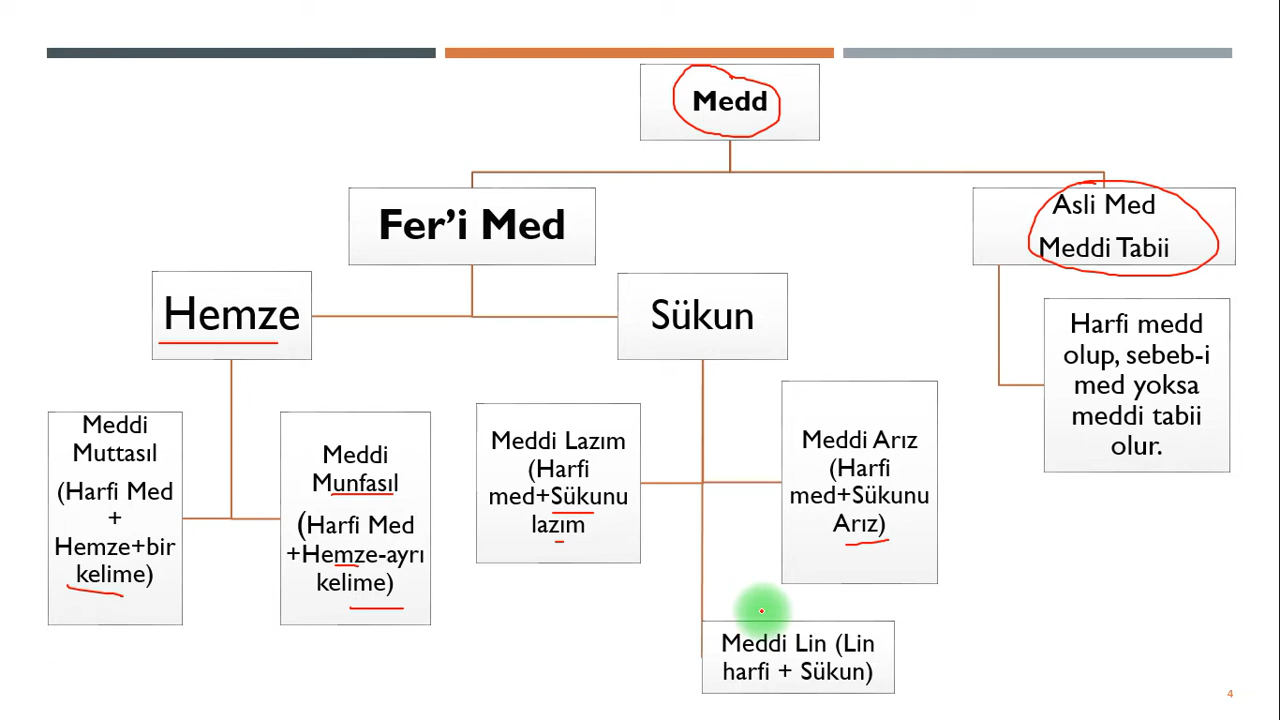 Medd
Fer’i Med
Asli Med
Meddi Tabii
Hemze
Sükun
Harfi medd
olup, sebeb-i
med yoksa
meddi tabii
olur.
Meddi
Muttasıl
(Harfi Med
+
Hemze+bir
kelime)
Meddi
Munfasıl
(Harfi Med
+Hemze-ayrı
kelime)
Meddi Lazım
(Harfi
med+Sükunu
lazım
Meddi Arız
(Harfi
med+Sükunu
Arız)
Meddi Lin (Lin
harfi + Sükun)
4